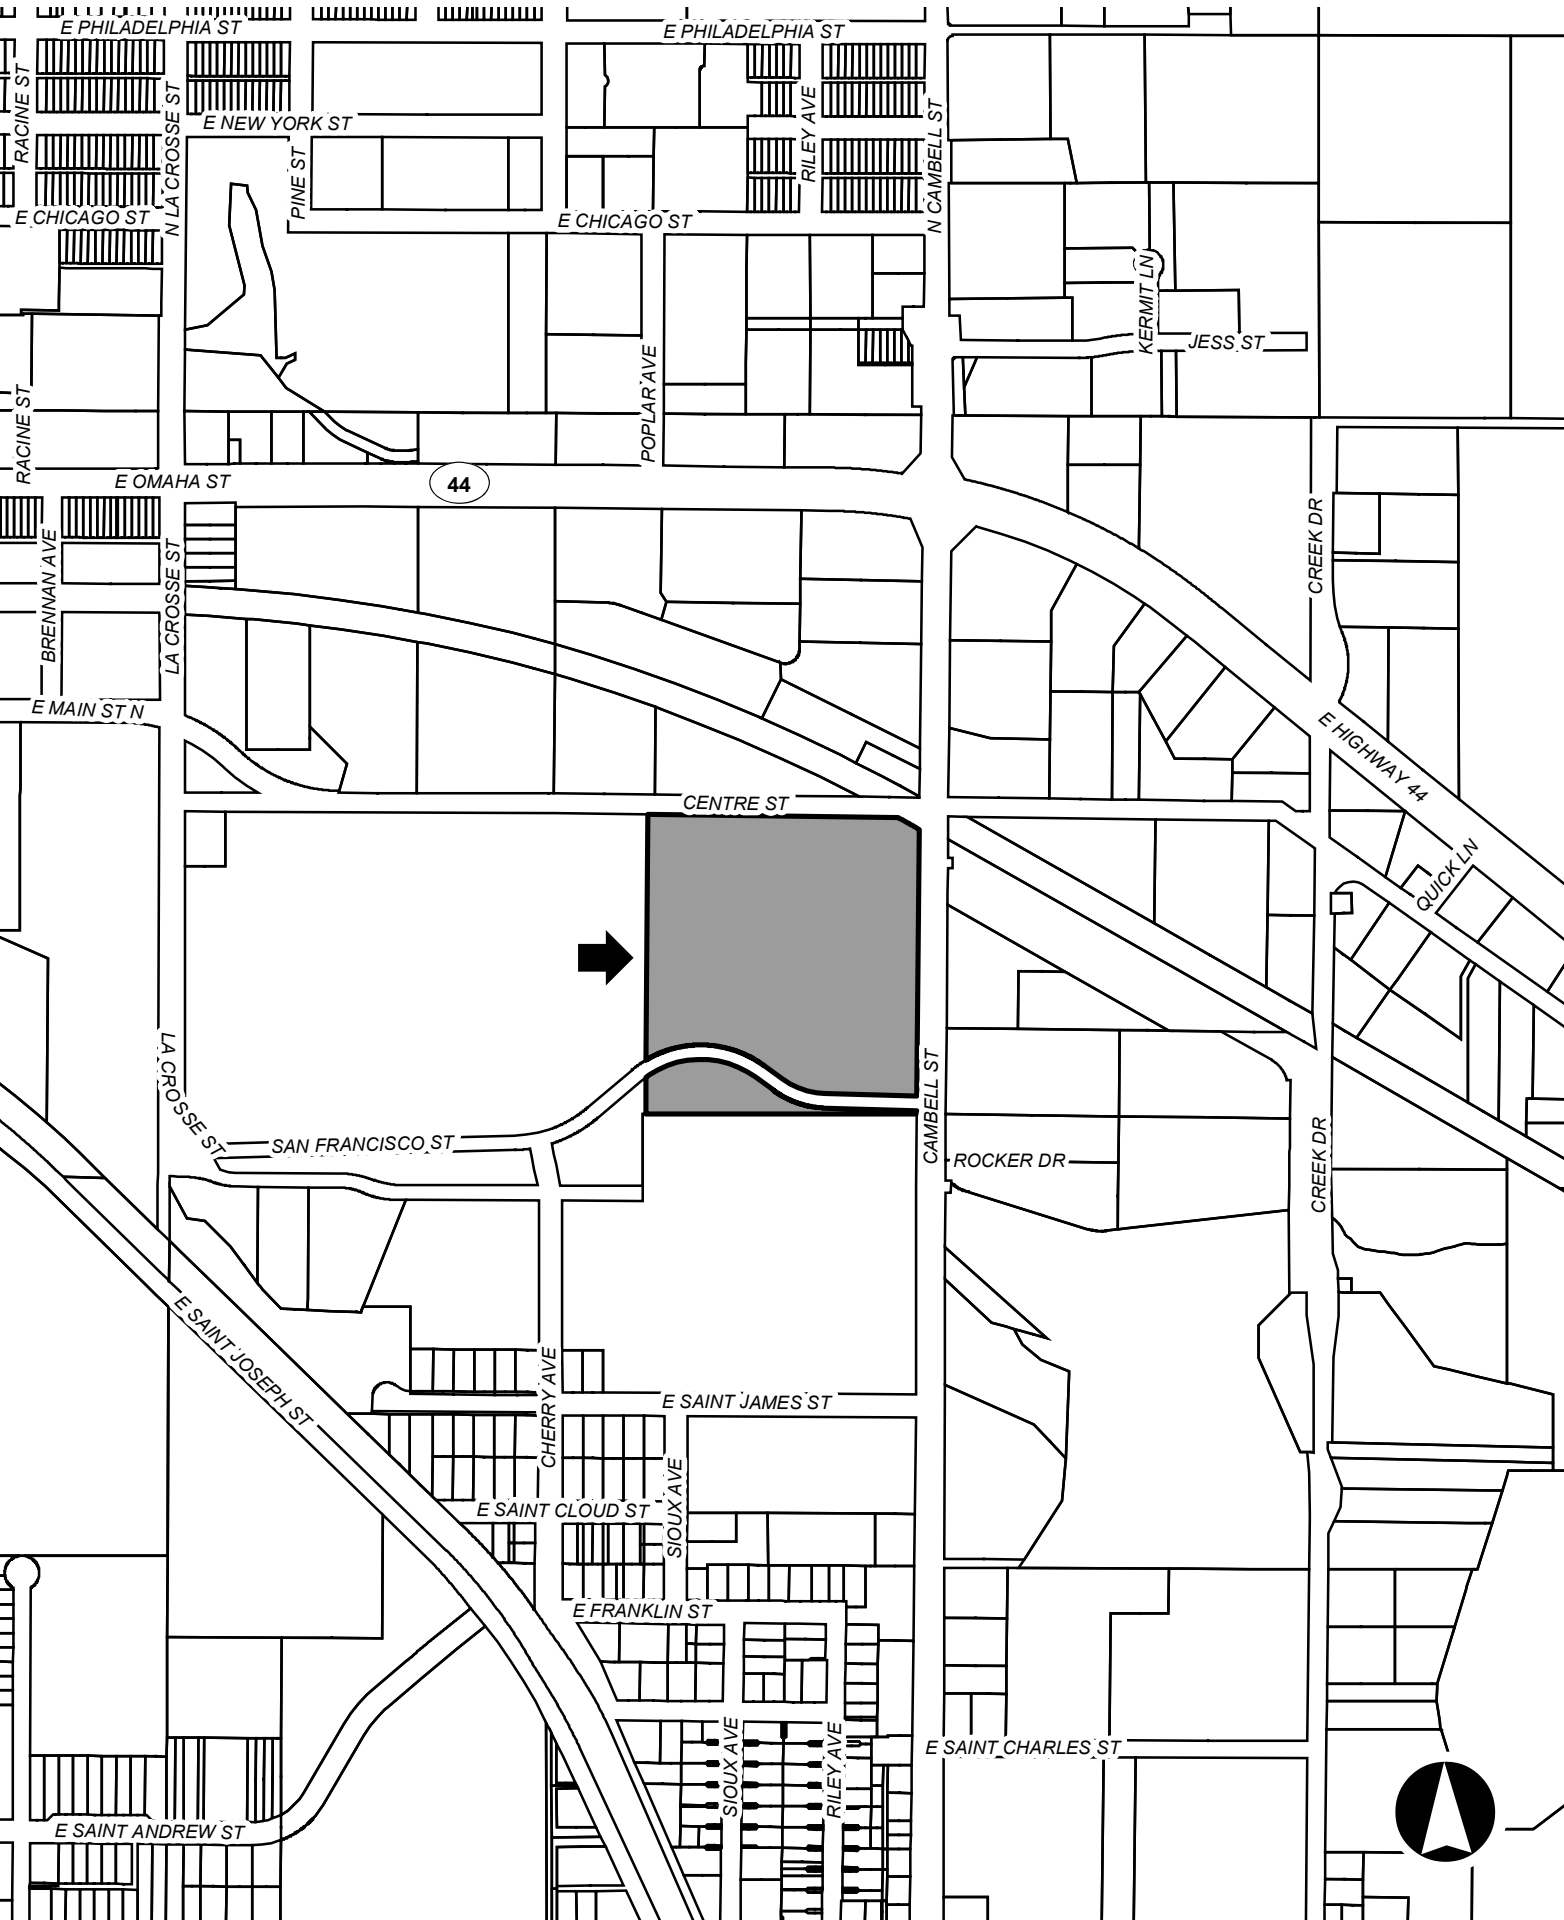 E PHILADELPHIA ST
E PHILADELPHIA ST
RACINE ST
N LA CROSSE ST
E NEW YORK ST
PINE ST
RILEY AVE
N CAMBELL ST
E CHICAGO ST
E CHICAGO ST
KERMIT LN
JESS ST
POPLAR AVE
RACINE ST
E OMAHA ST
44
BRENNAN AVE
LA CROSSE ST
CREEK DR
E MAIN ST N
E HIGHWAY 44
CENTRE ST
QUICK LN
LA CROSSE ST
SAN FRANCISCO ST
CAMBELL ST
ROCKER DR
CREEK DR
E SAINT JOSEPH ST
CHERRY AVE
E SAINT JAMES ST
SIOUX AVE
E SAINT CLOUD ST
E FRANKLIN ST
SIOUX AVE
RILEY AVE
E SAINT CHARLES ST
E SAINT ANDREW ST